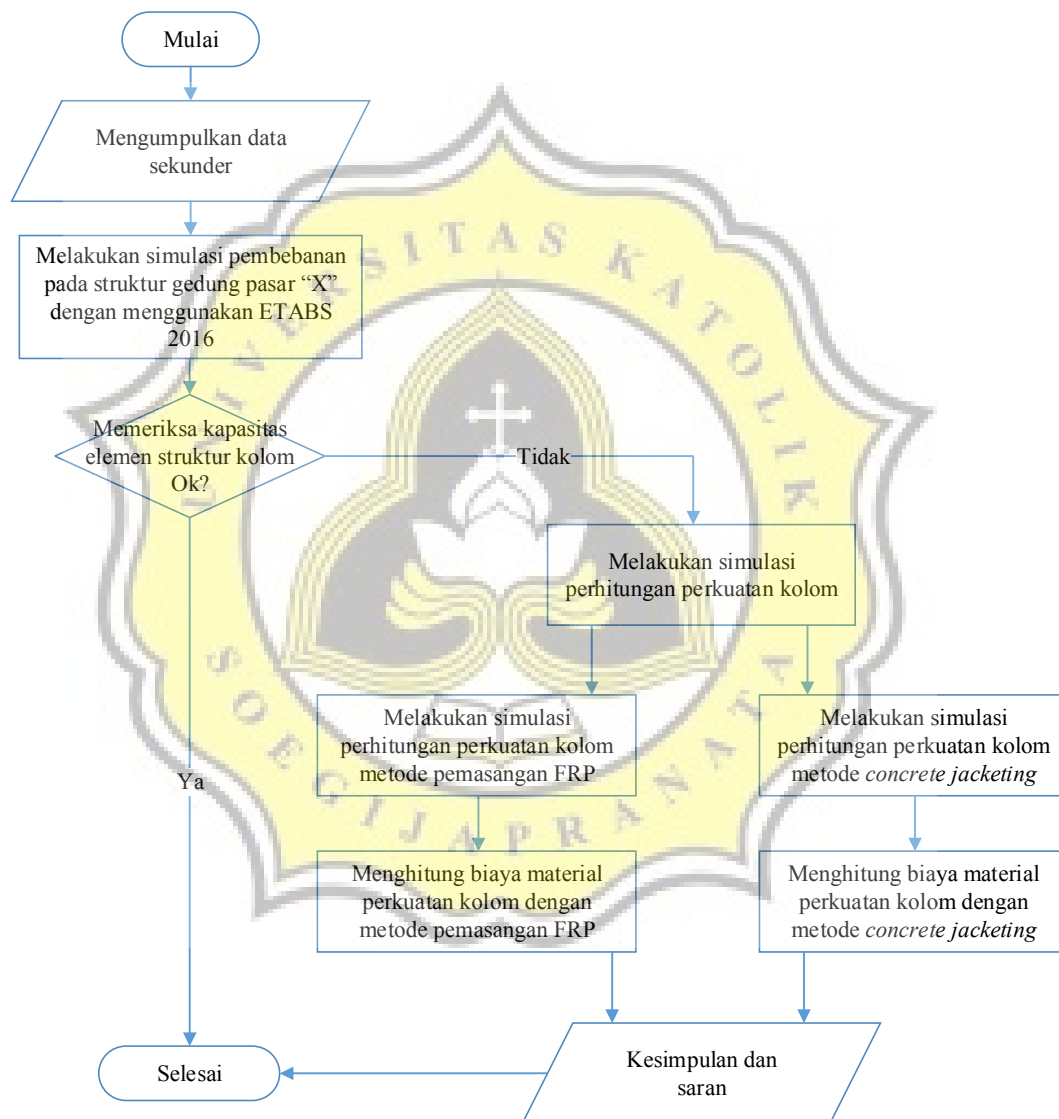 Mulai
Mengumpulkan data
sekunder
Melakukan simulasi pembebanan
pada struktur gedung pasar “X”
dengan menggunakan ETABS
2016
Memeriksa kapasitas
elemen struktur kolom
Ok?
Tidak
Melakukan simulasi
perhitungan perkuatan kolom
Melakukan simulasi
perhitungan perkuatan kolom
metode pemasangan FRP
Melakukan simulasi
perhitungan perkuatan kolom
metode concrete jacketing
Ya
Menghitung biaya material
perkuatan kolom dengan
metode pemasangan FRP
Menghitung biaya material
perkuatan kolom dengan
metode concrete jacketing
Kesimpulan dan
saran
Selesai
UNIVERSITAS KATOLIK
SOEGIJAPRANATA